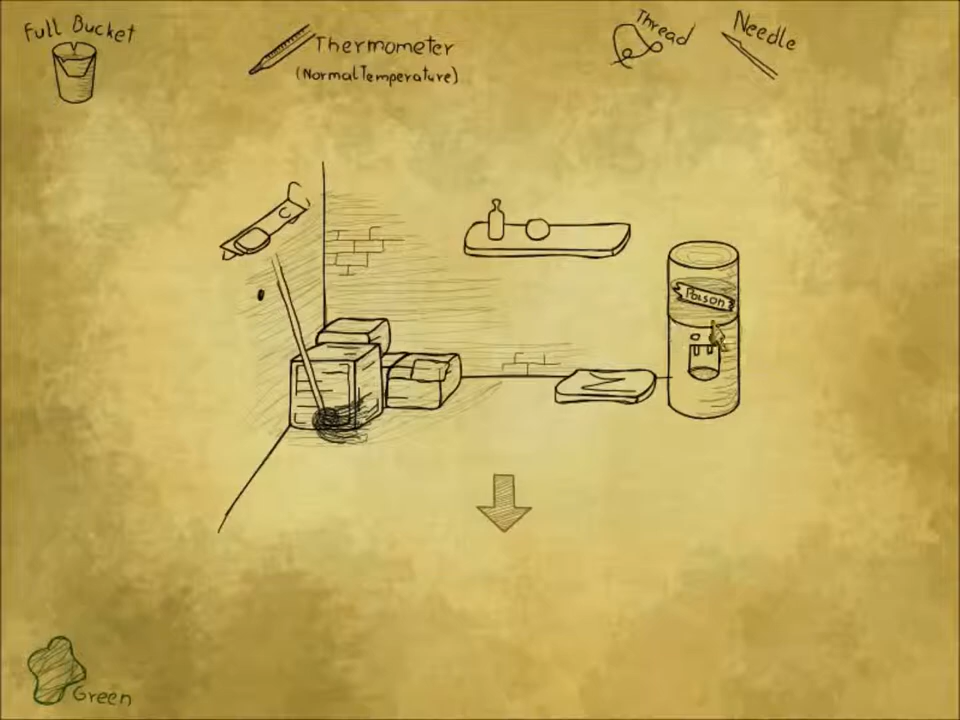 Full Bucket
Thermometer
(Normal Temperature)
Thread
Needle
Poison
Green